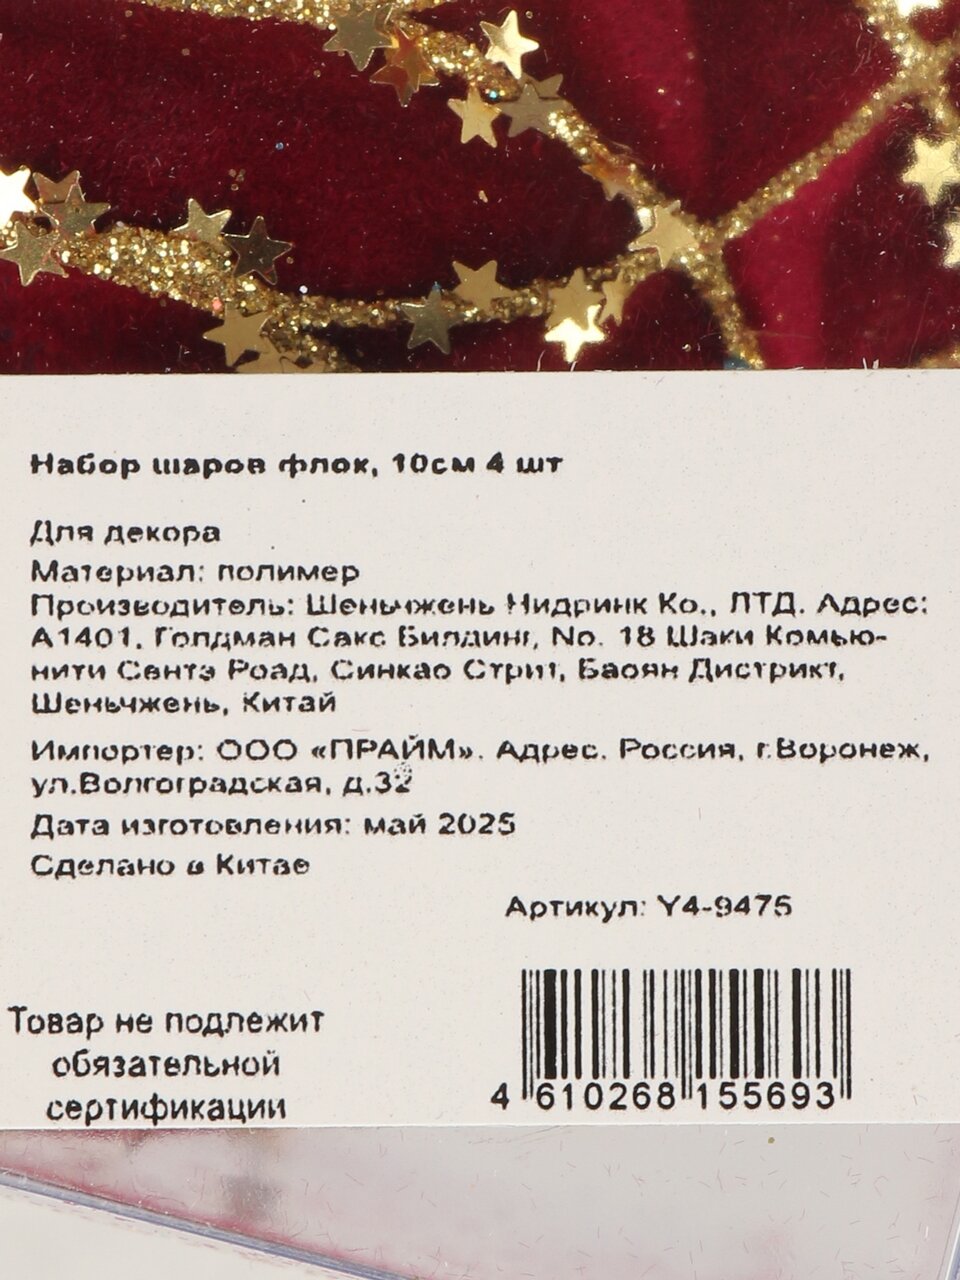 Набор шаров флок, 10см 4 шт
Для декора
Материал: полимер
Производитель: Шеньчжень Нидринк Ко., ЛТД. Адрес:
А1401, Голдман Сакс Билдинг, No. 18 Шаки Комью-
нити Сентэ Роад, Синкао Стрит, Баоян Дистрикт,
Шеньчжень, Китай
Импортер: ООО «ПРАЙМ». Адрес. Россия, г.Воронеж,
ул.Волгоградская, д.32
Дата изготовления: май 2025
Сделано в Китае
Артикул: Y4-9475
Товар не подлежит
обязательной
сертификации
4 610268 155693